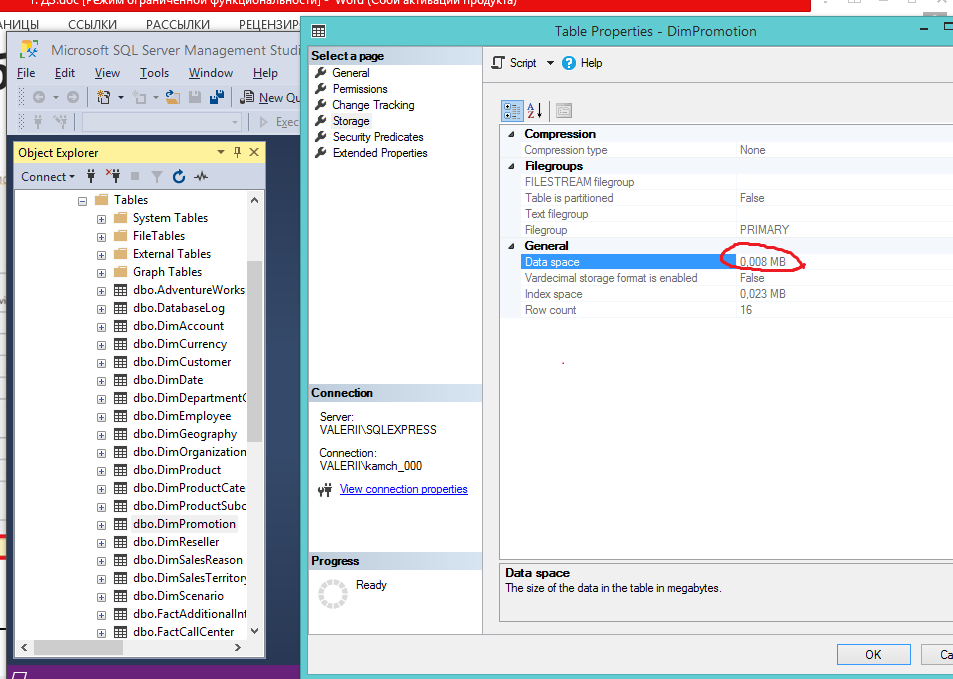 1. ДЗ.doc [Режим ограниченной функциональности] - Word (Сбой активации продукта)
АНИЦЫ ССЫЛКИ РАССЫЛКИ РЕЦЕНЗИР
Microsoft SQL Server Management Studi
File Edit View Tools Window Help
New Qu
Exec
Object Explorer
Connect
Tables
System Tables
FileTables
External Tables
Graph Tables
dbo.AdventureWorks
dbo.DatabaseLog
dbo.DimAccount
dbo.DimCurrency
dbo.DimCustomer
dbo.DimDate
dbo.DimDepartmentG
dbo.DimEmployee
dbo.DimGeography
dbo.DimOrganization
dbo.DimProduct
dbo.DimProductCate
dbo.DimProductSubc
dbo.DimPromotion
dbo.DimReseller
dbo.DimSalesReason
dbo.DimSalesTerritory
dbo.DimScenario
dbo.FactAdditionalInt
dbo.FactCallCenter
Table Properties - DimPromotion
Select a page
General
Permissions
Change Tracking
Storage
Security Predicates
Extended Properties
Connection
Server:
VALERII\SQLEXPRESS
Connection:
VALERII\kamch_000
View connection properties
Progress
Ready
Script Help
Compression
Compression type None
Filegroups
FILESTREAM filegroup
Table is partitioned False
Text filegroup
Filegroup PRIMARY
General
Data space 0,008 MB
Vardecimal storage format is enabled False
Index space 0,023 MB
Row count 16
Data space
The size of the data in the table in megabytes.
OK Ca